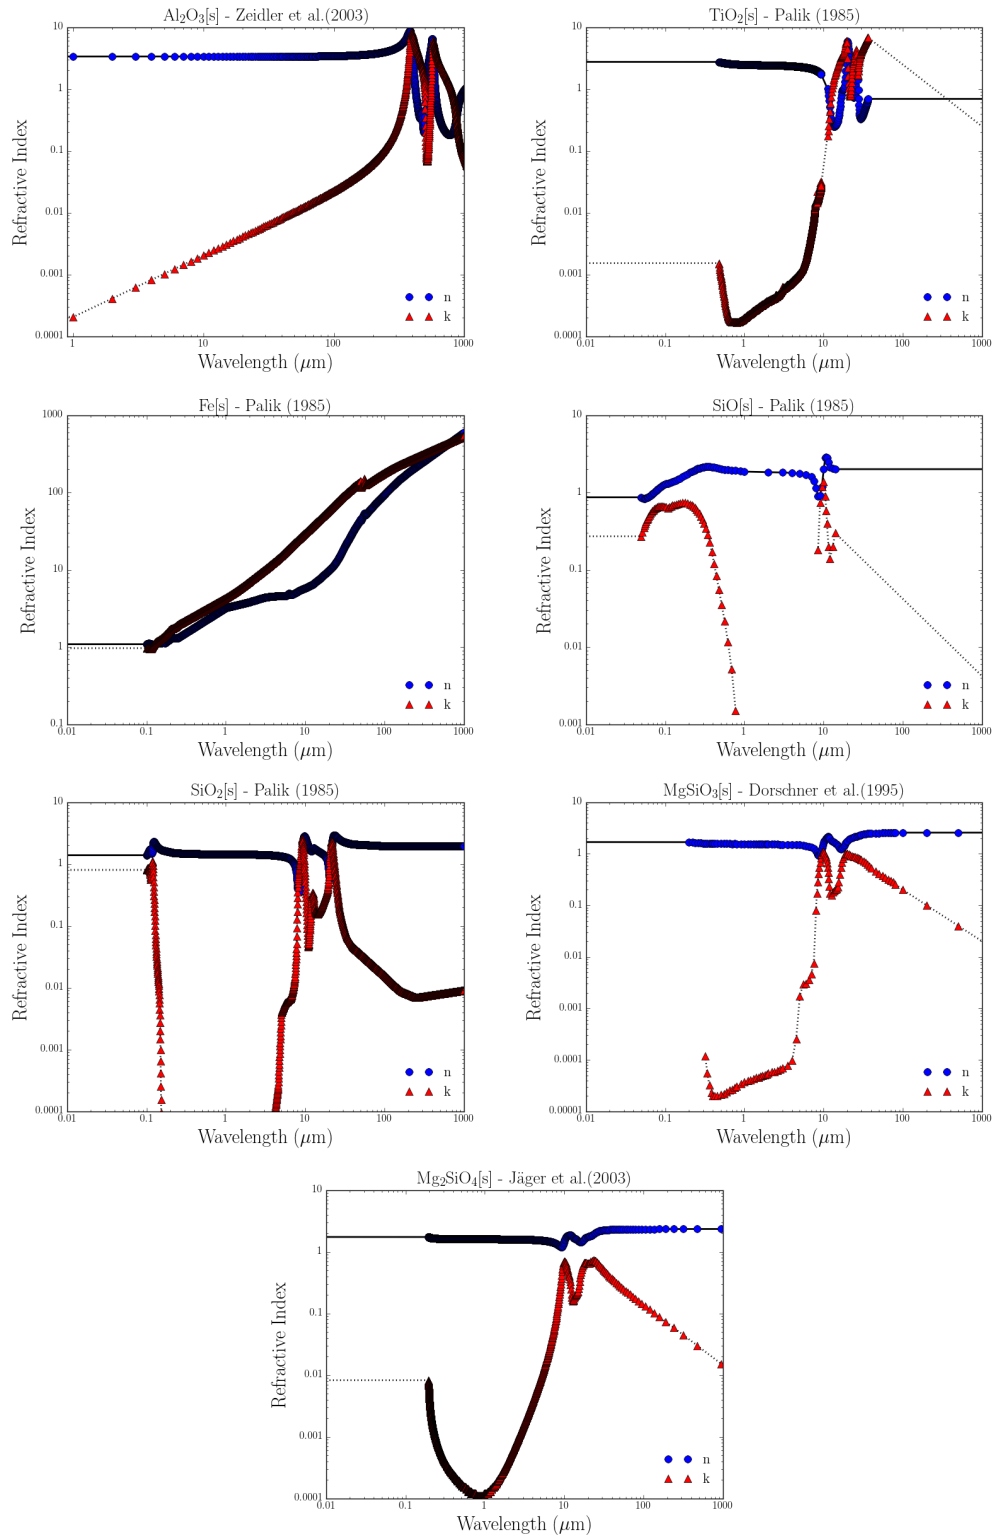 Al₂O₃[s] - Zeidler et al.(2003)
10
1
0.1
0.01
0.001
0.0001
Refractive Index
n
k
1 10 100 1000
Wavelength (μm)
TiO₂[s] - Palik (1985)
10
1
0.1
0.01
0.001
0.0001
Refractive Index
n
k
0.01 0.1 1 10 100 1000
Wavelength (μm)
Fe[s] - Palik (1985)
1000
100
10
1
0.1
Refractive Index
n
k
0.01 0.1 1 10 100 1000
Wavelength (μm)
SiO[s] - Palik (1985)
10
1
0.1
0.01
0.001
Refractive Index
n
k
0.01 0.1 1 10 100 1000
Wavelength (μm)
SiO₂[s] - Palik (1985)
10
1
0.1
0.01
0.001
0.0001
Refractive Index
n
k
0.01 0.1 1 10 100 1000
Wavelength (μm)
MgSiO₃[s] - Dorschner et al.(1995)
10
1
0.1
0.01
0.001
0.0001
0.00001
Refractive Index
n
k
0.01 0.1 1 10 100 1000
Wavelength (μm)
Mg₂SiO₄[s] - Jäger et al.(2003)
10
1
0.1
0.01
0.001
0.0001
Refractive Index
n
k
0.01 0.1 1 10 100 1000
Wavelength (μm)